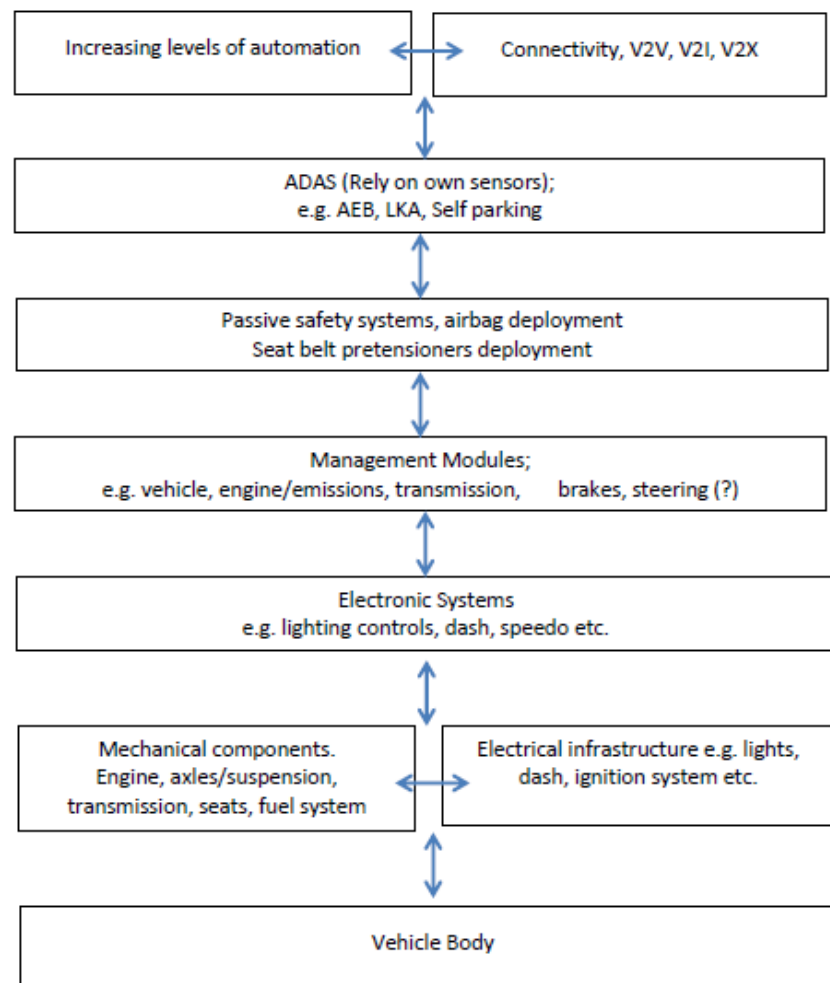 Increasing levels of automation
Connectivity, V2V, V2I, V2X
ADAS (Rely on own sensors);
e.g. AEB, LKA, Self parking
Passive safety systems, airbag deployment
Seat belt pretensioners deployment
Management Modules;
e.g. vehicle, engine/emissions, transmission, brakes, steering (?)
Electronic Systems
e.g. lighting controls, dash, speedo etc.
Mechanical components.
Engine, axles/suspension,
transmission, seats, fuel system
Electrical infrastructure e.g. lights,
dash, ignition system etc.
Vehicle Body